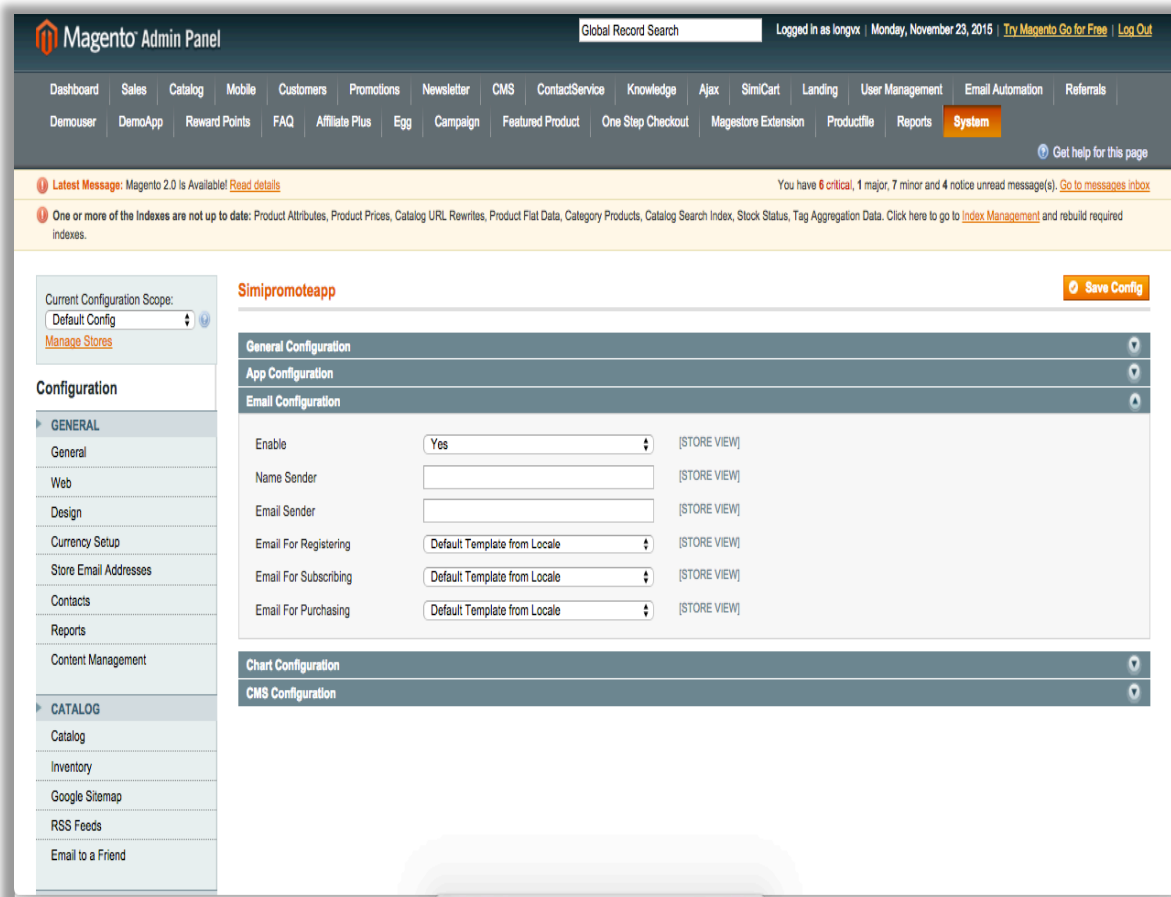 Magento Admin Panel
Global Record Search
Logged in as longvx | Monday, November 23, 2015 | Try Magento Go for Free | Log Out
Dashboard Sales Catalog Mobile Customers Promotions Newsletter CMS ContactService Knowledge Ajax SimiCart Landing User Management Email Automation Referrals
Demouser DemoApp Reward Points FAQ Affiliate Plus Egg Campaign Featured Product One Step Checkout Magestore Extension Productfile Reports System
Get help for this page
Latest Message: Magento 2.0 Is Available! Read details
You have 6 critical, 1 major, 7 minor and 4 notice unread message(s). Go to messages inbox
One or more of the Indexes are not up to date: Product Attributes, Product Prices, Catalog URL Rewrites, Product Flat Data, Category Products, Catalog Search Index, Stock Status, Tag Aggregation Data. Click here to go to Index Management and rebuild required
indexes.
Current Configuration Scope:
Default Config
Manage Stores
Configuration
GENERAL
General
Web
Design
Currency Setup
Store Email Addresses
Contacts
Reports
Content Management
CATALOG
Catalog
Inventory
Google Sitemap
RSS Feeds
Email to a Friend
Simipromoteapp
Save Config
General Configuration
App Configuration
Email Configuration
Enable Yes [STORE VIEW]
Name Sender [STORE VIEW]
Email Sender [STORE VIEW]
Email For Registering Default Template from Locale [STORE VIEW]
Email For Subscribing Default Template from Locale [STORE VIEW]
Email For Purchasing Default Template from Locale [STORE VIEW]
Chart Configuration
CMS Configuration